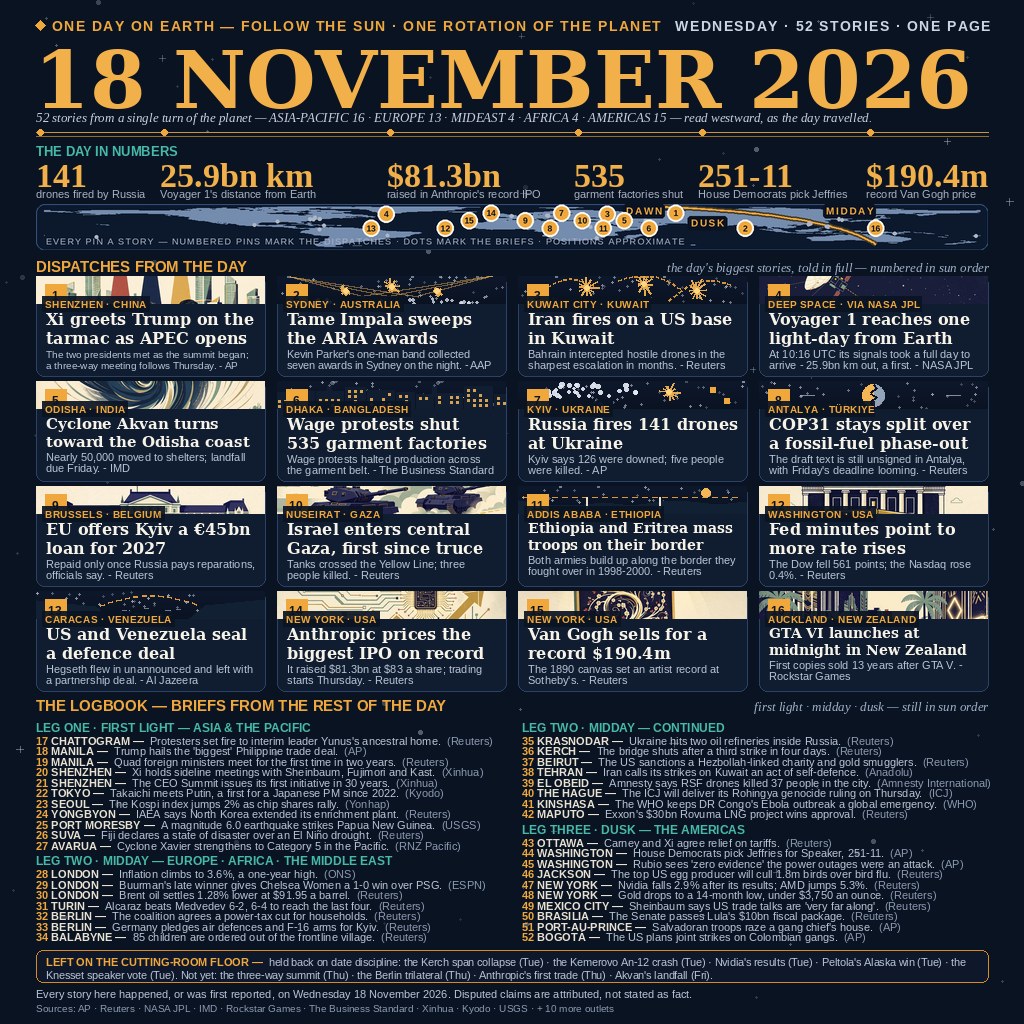 ONE DAY ON EARTH — FOLLOW THE SUN · ONE ROTATION OF THE PLANET WEDNESDAY · 52 STORIES · ONE PAGE
18 NOVEMBER 2026
52 stories from a single turn of the planet — ASIA-PACIFIC 16 · EUROPE 13 · MIDEAST 4 · AFRICA 4 · AMERICAS 15 — read westward, as the day travelled.
THE DAY IN NUMBERS
141 25.9bn km $81.3bn 535 251-11 $190.4m
drones fired by Russia Voyager 1's distance from Earth raised in Anthropic's record IPO garment factories shut House Democrats pick Jeffries record Van Gogh price
DAWN DUSK MIDDAY
4 13 12 15 14 9 7 8 10 3 11 5 6 1 2 16
EVERY PIN A STORY — NUMBERED PINS MARK THE DISPATCHES · DOTS MARK THE BRIEFS · POSITIONS APPROXIMATE
DISPATCHES FROM THE DAY
the day's biggest stories, told in full — numbered in sun order
1
SHENZHEN · CHINA
Xi greets Trump on the
tarmac as APEC opens
The two presidents met as the summit began;
a three-way meeting follows Thursday. - AP
2
SYDNEY · AUSTRALIA
Tame Impala sweeps
the ARIA Awards
Kevin Parker's one-man band collected
seven awards in Sydney on the night. - AAP
3
KUWAIT CITY · KUWAIT
Iran fires on a US base
in Kuwait
Bahrain intercepted hostile drones in the
sharpest escalation in months. - Reuters
4
DEEP SPACE · VIA NASA JPL
Voyager 1 reaches one
light-day from Earth
At 10:16 UTC its signals took a full day to
arrive - 25.9bn km out, a first. - NASA JPL
5
ODISHA · INDIA
Cyclone Akvan turns
toward the Odisha coast
Nearly 50,000 moved to shelters; landfall
due Friday. - IMD
6
DHAKA · BANGLADESH
Wage protests shut
535 garment factories
Wage protests halted production across
the garment belt. - The Business Standard
7
KYIV · UKRAINE
Russia fires 141 drones
at Ukraine
Kyiv says 126 were downed; five people
were killed. - AP
8
ANTALYA · TÜRKIYE
COP31 stays split over
a fossil-fuel phase-out
The draft text is still unsigned in Antalya,
with Friday's deadline looming. - Reuters
9
BRUSSELS · BELGIUM
EU offers Kyiv a €45bn
loan for 2027
Repaid only once Russia pays reparations,
officials say. - Reuters
10
NUSEIRAT · GAZA
Israel enters central
Gaza, first since truce
Tanks crossed the Yellow Line; three
people killed. - Reuters
11
ADDIS ABABA · ETHIOPIA
Ethiopia and Eritrea mass
troops on their border
Both armies build up along the border they
fought over in 1998-2000. - Reuters
12
WASHINGTON · USA
Fed minutes point to
more rate rises
The Dow fell 561 points; the Nasdaq rose
0.4%. - Reuters
13
CARACAS · VENEZUELA
US and Venezuela seal
a defence deal
Hegseth flew in unannounced and left with
a partnership deal. - Al Jazeera
14
NEW YORK · USA
Anthropic prices the
biggest IPO on record
It raised $81.3bn at $83 a share; trading
starts Thursday. - Reuters
15
NEW YORK · USA
Van Gogh sells for a
record $190.4m
The 1890 canvas set an artist record at
Sotheby's. - Reuters
16
AUCKLAND · NEW ZEALAND
GTA VI launches at
midnight in New Zealand
First copies sold 13 years after GTA V. -
Rockstar Games
THE LOGBOOK — BRIEFS FROM THE REST OF THE DAY
first light · midday · dusk — still in sun order
LEG ONE · FIRST LIGHT — ASIA & THE PACIFIC
17 CHATTOGRAM — Protesters set fire to interim leader Yunus's ancestral home. (Reuters)
18 MANILA — Trump hails the 'biggest' Philippine trade deal. (AP)
19 MANILA — Quad foreign ministers meet for the first time in two years. (Reuters)
20 SHENZHEN — Xi holds sideline meetings with Sheinbaum, Fujimori and Kast. (Xinhua)
21 SHENZHEN — The CEO Summit issues its first initiative in 30 years. (Xinhua)
22 TOKYO — Takaichi meets Putin, a first for a Japanese PM since 2022. (Kyodo)
23 SEOUL — The Kospi index jumps 2% as chip shares rally. (Yonhap)
24 YONGBYON — IAEA says North Korea extended its enrichment plant. (Reuters)
25 PORT MORESBY — A magnitude 6.0 earthquake strikes Papua New Guinea. (USGS)
26 SUVA — Fiji declares a state of disaster over an El Niño drought. (Reuters)
27 AVARUA — Cyclone Xavier strengthens to Category 5 in the Pacific. (RNZ Pacific)
LEG TWO · MIDDAY — EUROPE · AFRICA · THE MIDDLE EAST
28 LONDON — Inflation climbs to 3.6%, a one-year high. (ONS)
29 LONDON — Buurman's late winner gives Chelsea Women a 1-0 win over PSG. (ESPN)
30 LONDON — Brent oil settles 1.28% lower at $91.95 a barrel. (Reuters)
31 TURIN — Alcaraz beats Medvedev 6-2, 6-4 to reach the last four. (Reuters)
32 BERLIN — The coalition agrees a power-tax cut for households. (Reuters)
33 BERLIN — Germany pledges air defences and F-16 arms for Kyiv. (Reuters)
34 BALABYNE — 85 children are ordered out of the frontline village. (Reuters)
LEG TWO · MIDDAY — CONTINUED
35 KRASNODAR — Ukraine hits two oil refineries inside Russia. (Reuters)
36 KERCH — The bridge shuts after a third strike in four days. (Reuters)
37 BEIRUT — The US sanctions a Hezbollah-linked charity and gold smugglers. (Reuters)
38 TEHRAN — Iran calls its strikes on Kuwait an act of self-defence. (Anadolu)
39 EL OBEID — Amnesty says RSF drones killed 37 people in the city. (Amnesty International)
40 THE HAGUE — The ICJ will deliver its Rohingya genocide ruling on Thursday. (ICJ)
41 KINSHASA — The WHO keeps DR Congo's Ebola outbreak a global emergency. (WHO)
42 MAPUTO — Exxon's $30bn Rovuma LNG project wins approval. (Reuters)
LEG THREE · DUSK — THE AMERICAS
43 OTTAWA — Carney and Xi agree relief on tariffs. (Reuters)
44 WASHINGTON — House Democrats pick Jeffries for Speaker, 251-11. (AP)
45 WASHINGTON — Rubio sees 'zero evidence' the power outages were an attack. (AP)
46 JACKSON — The top US egg producer will cull 1.8m birds over bird flu. (Reuters)
47 NEW YORK — Nvidia falls 2.9% after its results; AMD jumps 5.3%. (Reuters)
48 NEW YORK — Gold drops to a 14-month low, under $3,750 an ounce. (Reuters)
49 MEXICO CITY — Sheinbaum says US trade talks are 'very far along'. (Reuters)
50 BRASILIA — The Senate passes Lula's $10bn fiscal package. (Reuters)
51 PORT-AU-PRINCE — Salvadoran troops raze a gang chief's house. (AP)
52 BOGOTA — The US plans joint strikes on Colombian gangs. (AP)
LEFT ON THE CUTTING-ROOM FLOOR — held back on date discipline: the Kerch span collapse (Tue) · the Kemerovo An-12 crash (Tue) · Nvidia's results (Tue) · Peltola's Alaska win (Tue) · the
Knesset speaker vote (Tue). Not yet: the three-way summit (Thu) · the Berlin trilateral (Thu) · Anthropic's first trade (Thu) · Akvan's landfall (Fri).
Every story here happened, or was first reported, on Wednesday 18 November 2026. Disputed claims are attributed, not stated as fact.
Sources: AP · Reuters · NASA JPL · IMD · Rockstar Games · The Business Standard · Xinhua · Kyodo · USGS · + 10 more outlets